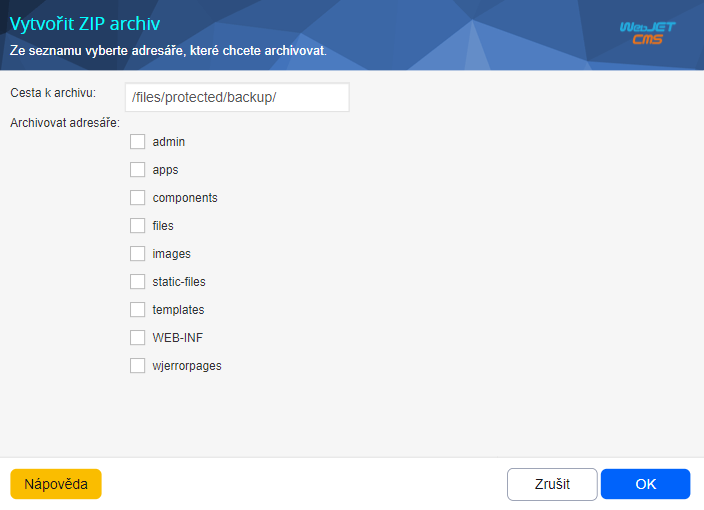 Vytvořit ZIP archiv
Ze seznamu vyberte adresáře, které chcete archivovat.
WebJET
CMS
Cesta k archivu:
/files/protected/backup/
Archivovat adresáře:
admin
apps
components
files
images
static-files
templates
WEB-INF
wjerrorpages
Nápověda
Zrušit
OK